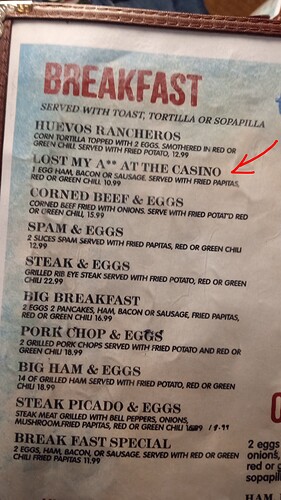 BREAKFAST
SERVED WITH TOAST, TORTILLA OR SOPAPILLA
HUEVOS RANCHEROS
CORN TORTILLA TOPPED WITH 2 EGGS, SMOTHERED IN RED OR
GREEN CHILI. SERVED WITH FRIED POTATO, 12.99
LOST MY A** AT THE CASINO
1 EGG HAM, BACON OR SAUSAGE. SERVED WITH FRIED PAPITAS,
RED OR GREEN CHILI 10.99
CORNED BEEF & EGGS
CORNED BEEF FRIED WITH ONIONS. SERVE WITH FRIED POTATO RED
OR GREEN CHILI 15.99
SPAM & EGGS
2 SLICES SPAM SERVED WITH FRIED PAPITAS, RED OR GREEN CHILI
12.99
STEAK & EGGS
GRILLED RIB EYE STEAK SERVED WITH FRIED POTATO, RED OR GREEN
CHILI 22.99
BIG BREAKFAST
2 EGGS 2 PANCAKES, HAM, BACON OR SAUSAGE, FRIED PAPITAS,
RED OR GREEN CHILI 16.99
PORK CHOP & EGGS
2 GRILLED PORK CHOPS SERVED WITH FRIED POTATO AND RED OR
GREEN CHILI 18.99
BIG HAM & EGGS
14 OF GRILLED HAM SERVED WITH FRIED POTATO, RED OR GREEN
CHILI 18.99
STEAK PICADO & EGGS
STEAK MEAT GRILLED WITH BELL PEPPERS, ONIONS,
MUSHROOM.FRIED PAPITAS, RED OR GREEN CHILI
BREAK FAST SPECIAL
2 EGGS, HAM, BACON, OR SAUSAGE. SERVED WITH RED OR GREEN
CHILI FRIED PAPITAS 11.99
2 eggs
onions,
red or
sopapil